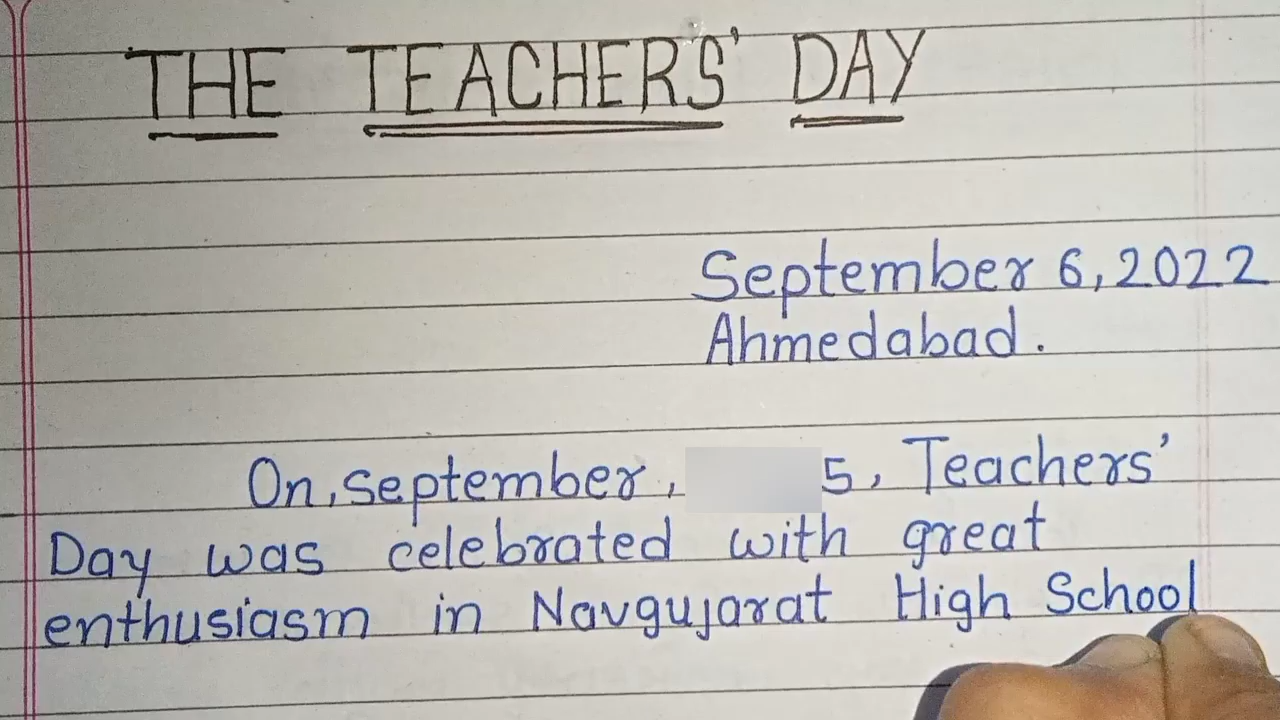 THE TEACHERS' DAY
September 6, 2022
Ahmedabad.
On, September, 5, Teachers'
Day was celebrated with great
enthusiasm in Navgujarat High School